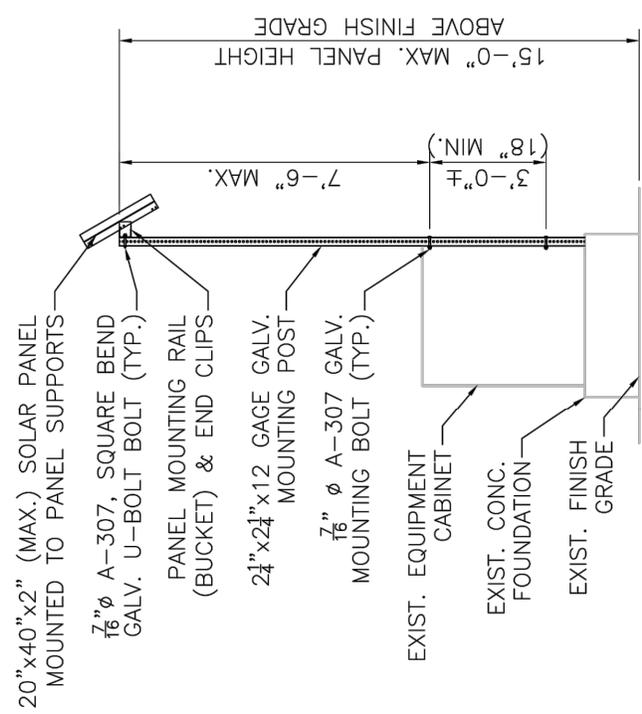 20"x40"x2" (MAX.) SOLAR PANEL
MOUNTED TO PANEL SUPPORTS
7/16"ø A-307, SQUARE BEND
GALV. U-BOLT BOLT (TYP.)
PANEL MOUNTING RAIL
(BUCKET) & END CLIPS
2 1/4"x2 1/4"x12 GAGE GALV.
MOUNTING POST
7/16" ø A-307 GALV.
MOUNTING BOLT (TYP.)
EXIST. EQUIPMENT
CABINET
EXIST. CONC.
FOUNDATION
EXIST. FINISH
GRADE
7'-6" MAX.
3'-0"±
(18" MIN.)
15'-0" MAX. PANEL HEIGHT
ABOVE FINISH GRADE